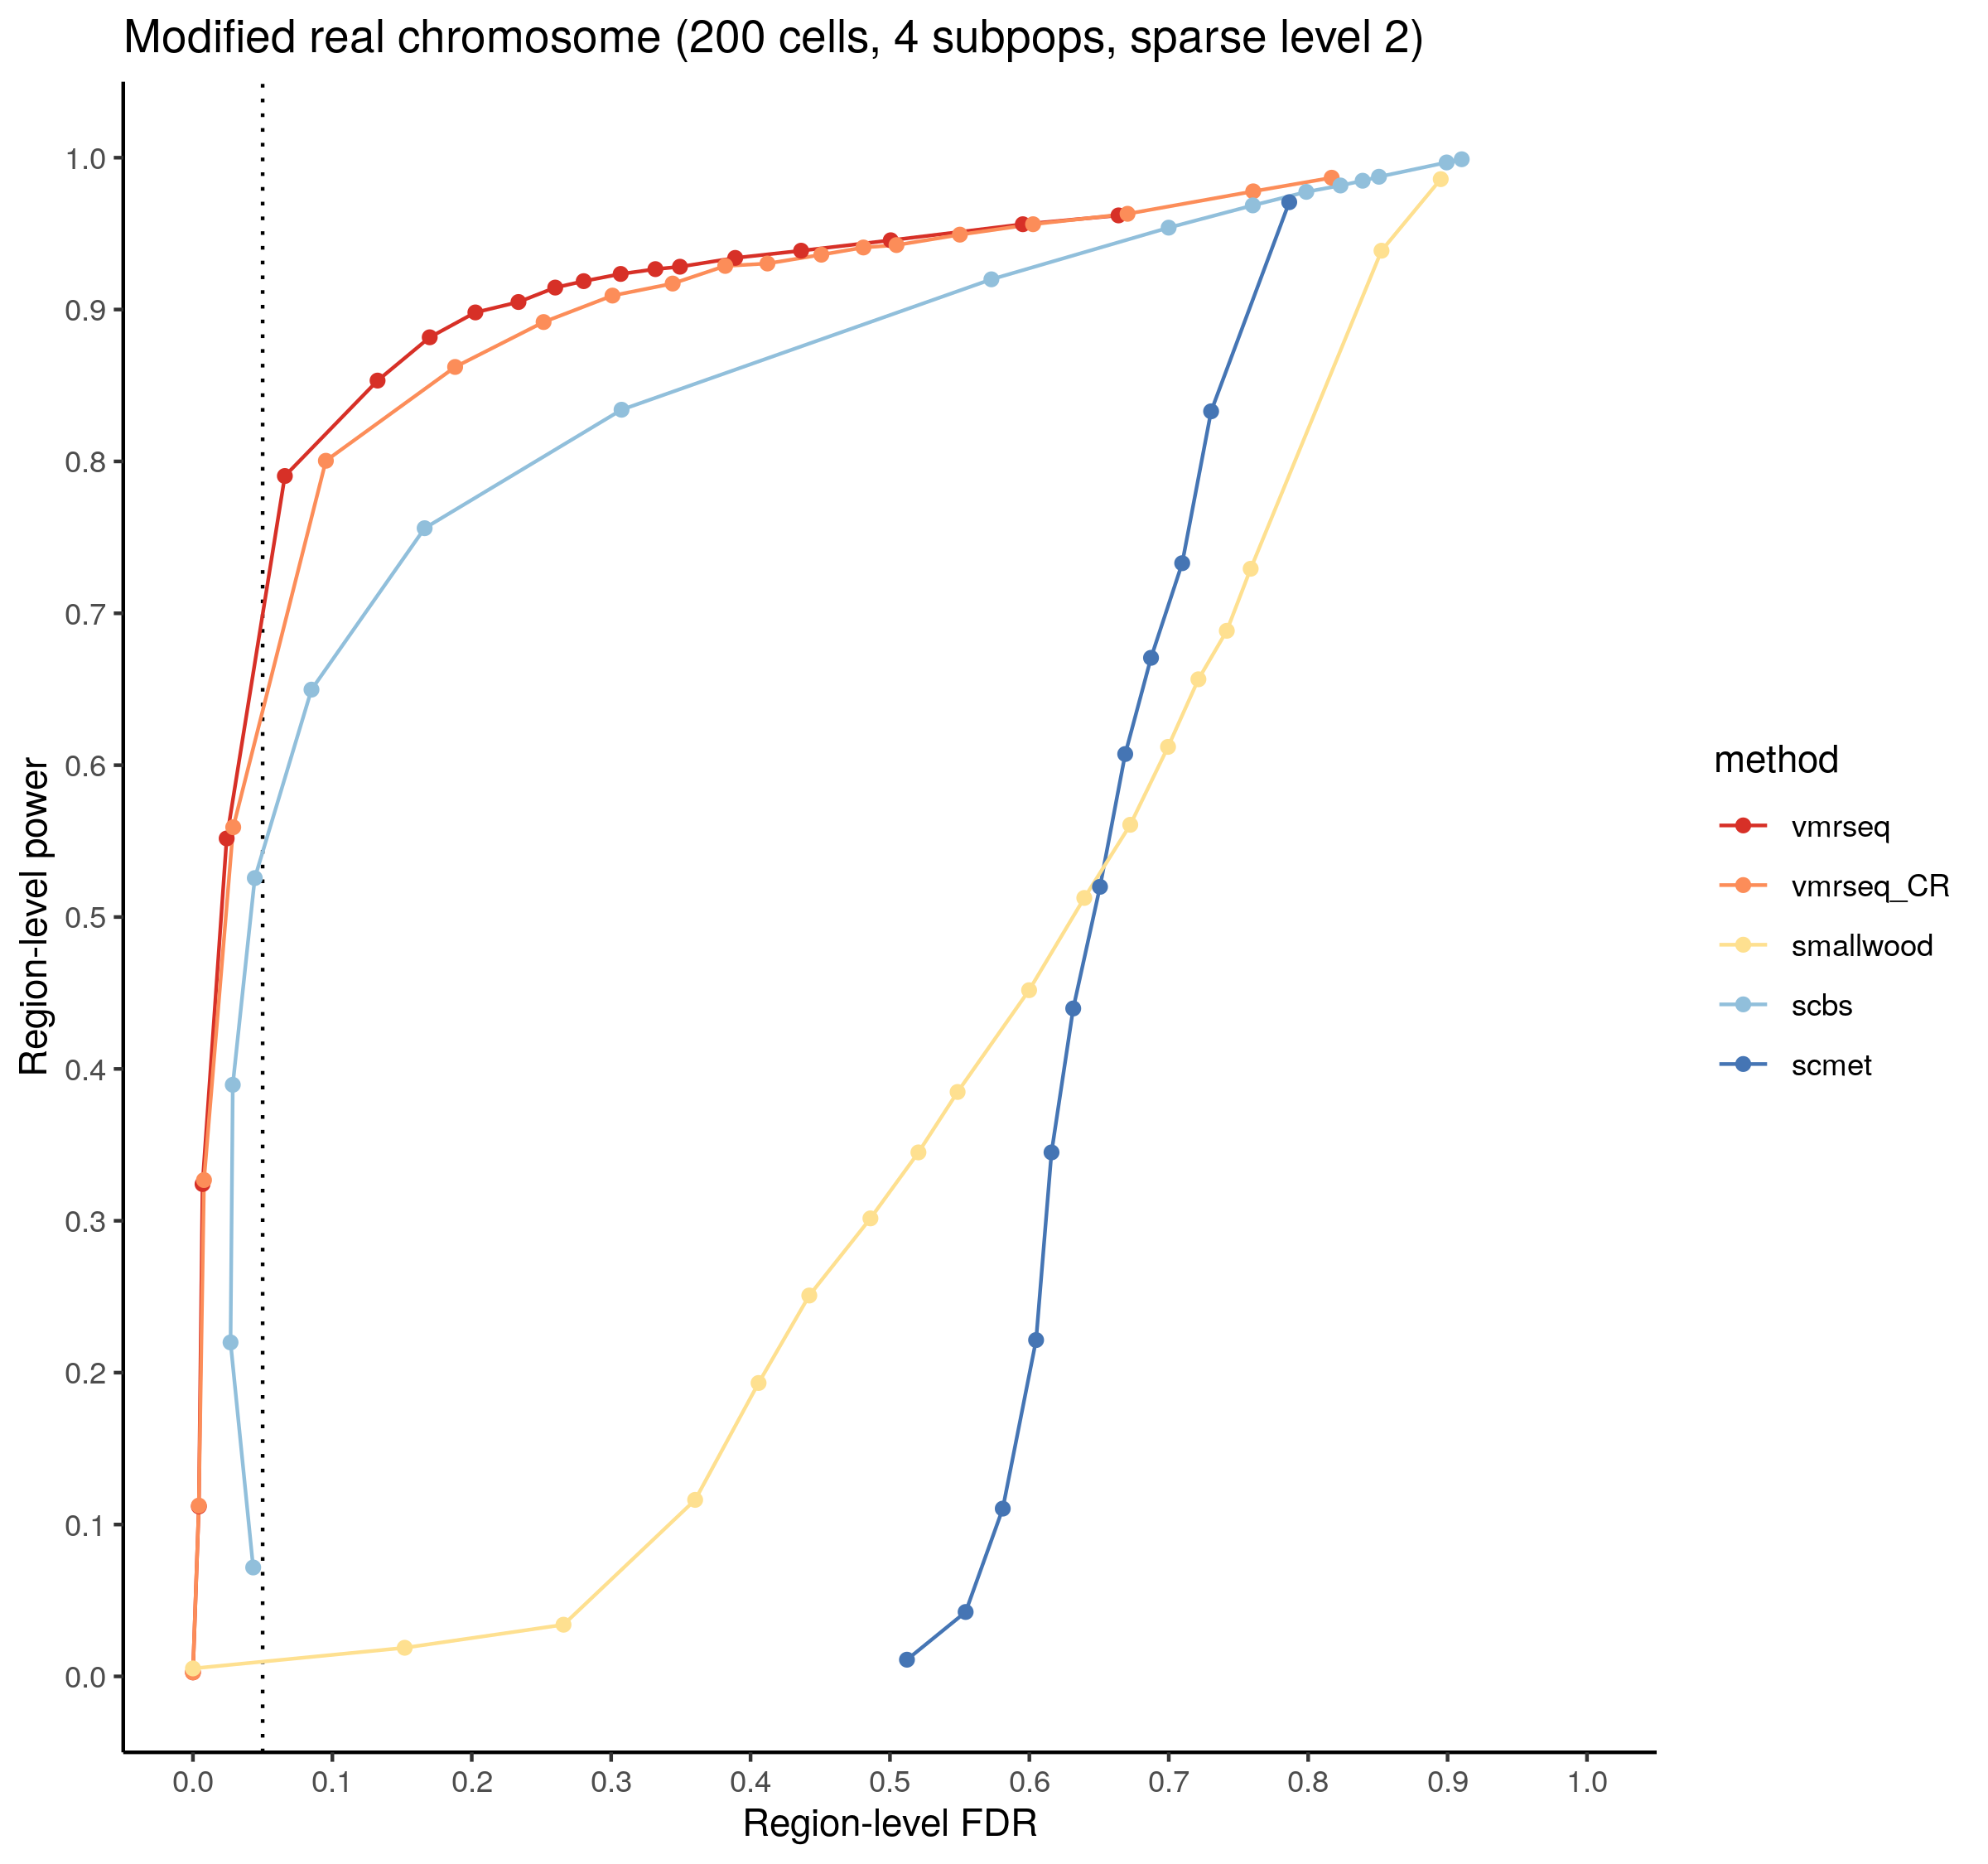 Modified real chromosome (200 cells, 4 subpops, sparse level 2)
Region-level power
1.0
0.9
0.8
0.7
0.6
0.5
0.4
0.3
0.2
0.1
0.0
0.0 0.1 0.2 0.3 0.4 0.5 0.6 0.7 0.8 0.9 1.0
Region-level FDR
method
vmrseq
vmrseq_CR
smallwood
scbs
scmet